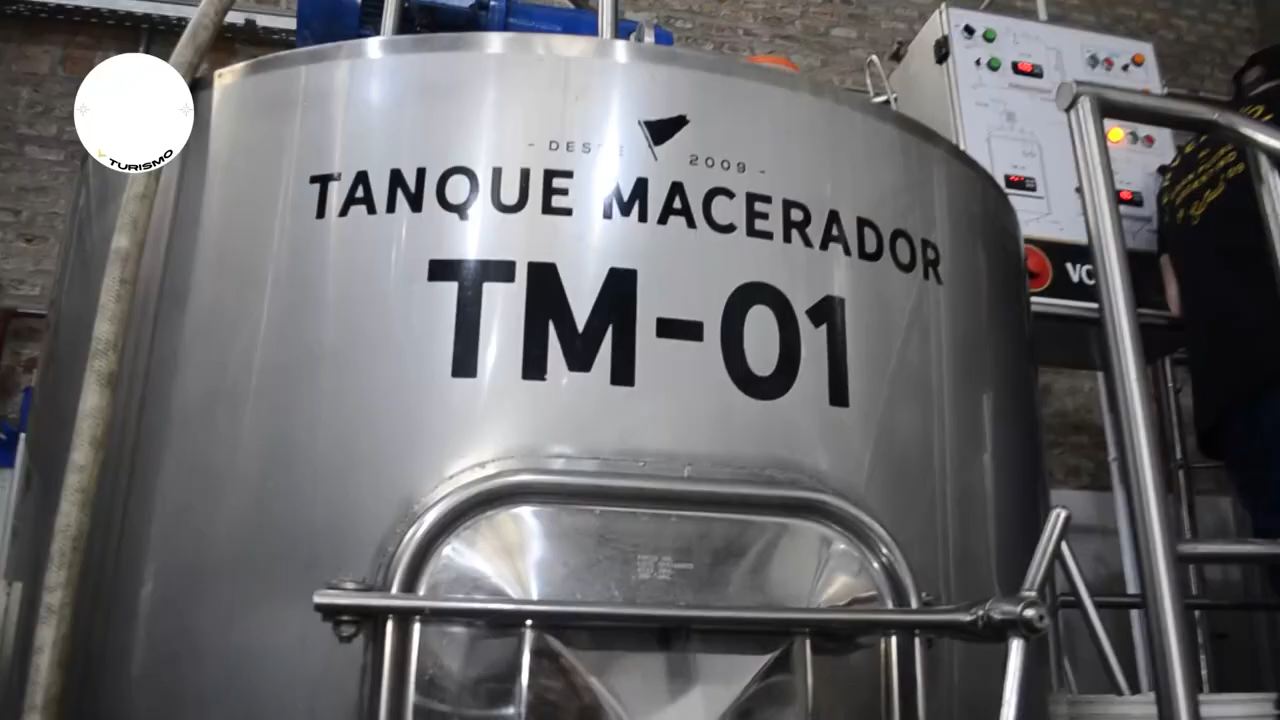 - DESDE 2009 -
TANQUE MACERADOR
TM-01
TURISMO